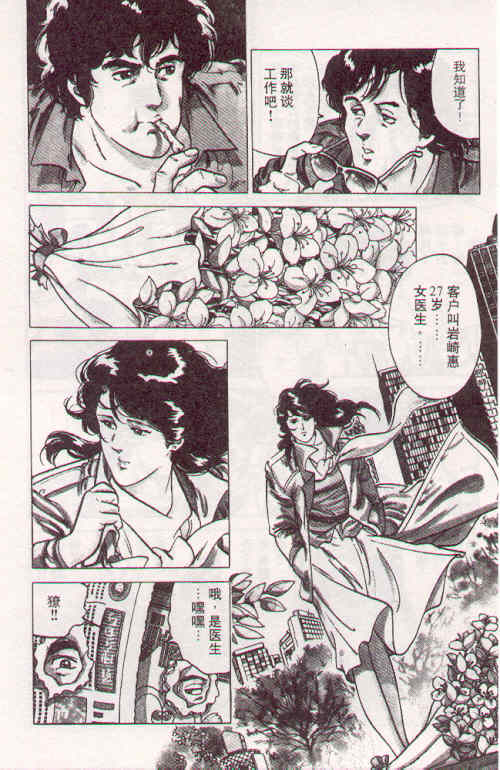 我知道了!
那就谈
工作吧!
客户叫岩崎惠
27岁……
女医生。……
哦,是医生
…嘿嘿…
獠!!